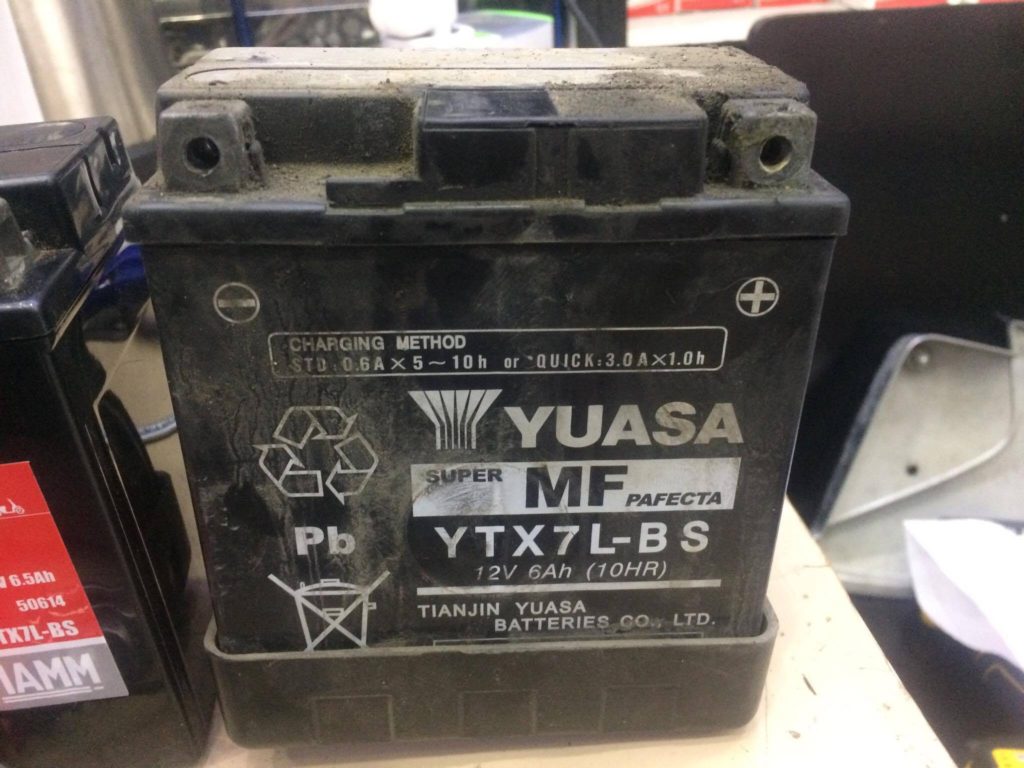 CHARGING METHOD
STD: 0.6A×5~10h or QUICK:3.0A×1.0h
YUASA
SUPER MF PAFECTA
YTX7L-BS
12V 6Ah (10HR)
TIANJIN YUASA
BATTERIES CO., LTD.
Pb
6.5Ah
50614
TX7L-BS
IAMM